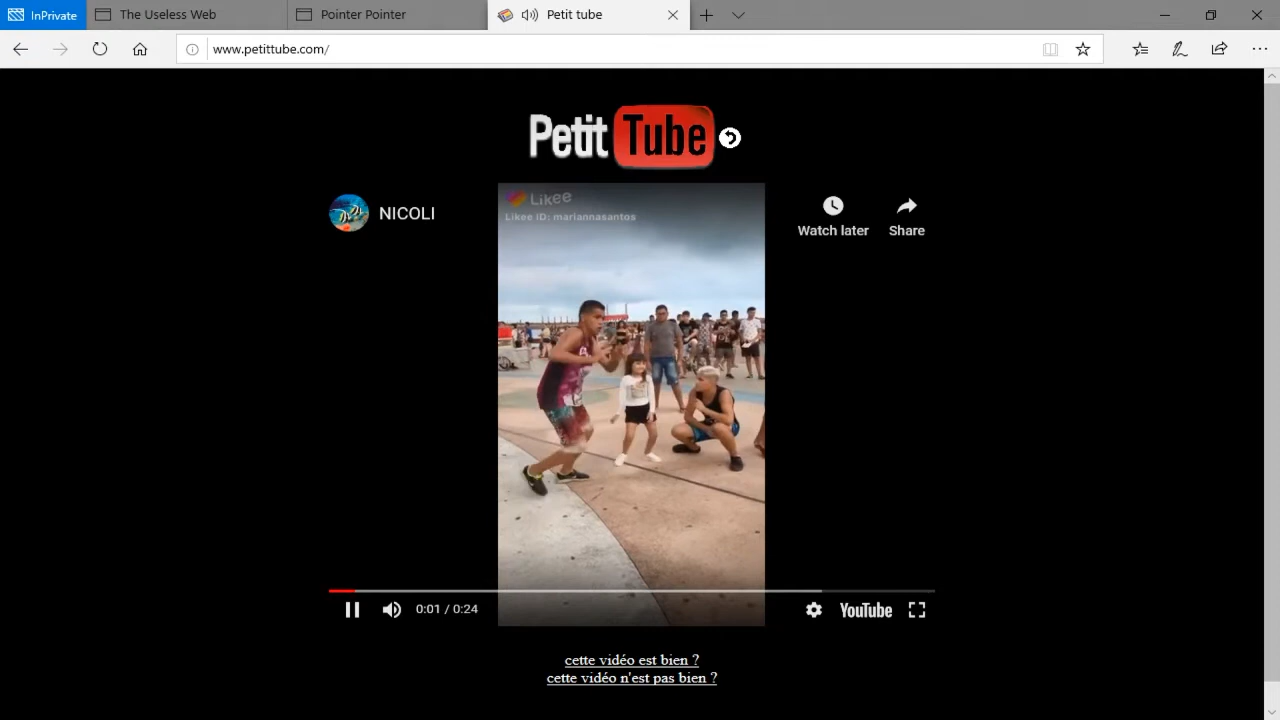 InPrivate
The Useless Web
Pointer Pointer
Petit tube
www.petittube.com/
Petit Tube
NICOLI
Likee
Likee ID: mariannasantos
Watch later
Share
0:01 / 0:24
YouTube
cette vidéo est bien ?
cette vidéo n'est pas bien ?